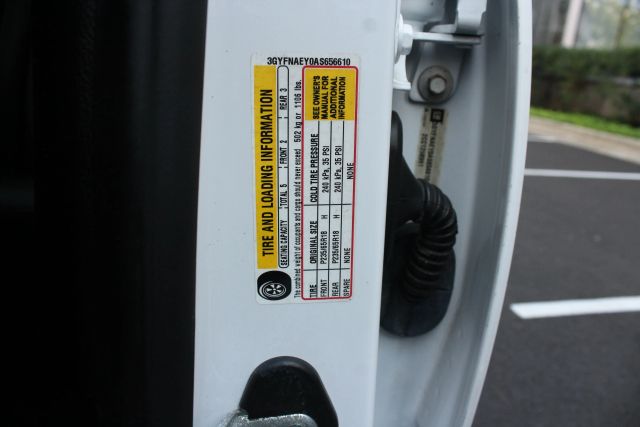 3GYFNAEY0AS656610
TIRE AND LOADING INFORMATION
SEATING CAPACITY TOTAL 5 FRONT 2 REAR 3
The combined weight of occupants and cargo should never exceed 502 kg or 1106 lbs.
TIRE ORIGINAL SIZE COLD TIRE PRESSURE
FRONT P235/65R18 H 240 kPa, 35 PSI
REAR P235/65R18 H 240 kPa, 35 PSI
SPARE NONE NONE
SEE OWNER'S
MANUAL FOR
ADDITIONAL
INFORMATION